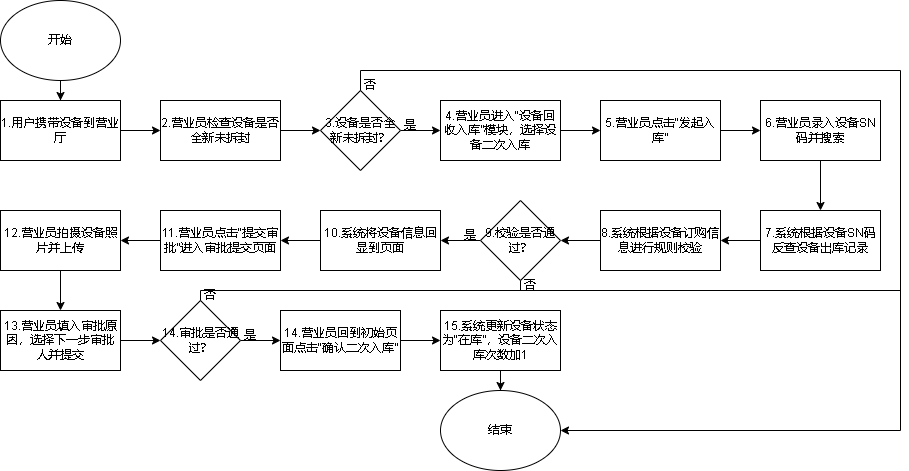 开始
否
1.用户携带设备到营业
厅
2.营业员检查设备是否
全新未拆封
3.设备是否全
新未拆封？
是
4.营业员进入"设备回
收入库"模块，选择
设备二次入库
5.营业员点击"发起入
库"
6.营业员录入设备SN
码并搜索
7.系统根据设备SN码
反查设备出库记录
8.系统根据设备订购信
息进行规则校验
9.校验是否通
过？
是
否
10.系统将设备信息回
显到页面
11.营业员点击"提交审
批"进入审批提交页面
12.营业员拍摄设备照
片并上传
13.营业员填入审批原
因，选择下一步审批
人并提交
否
14.审批是否通
过？
是
14.营业员回到初始页
面点击"确认二次入库"
15.系统更新设备状态
为"在库"，设备二次入
库次数加1
结束